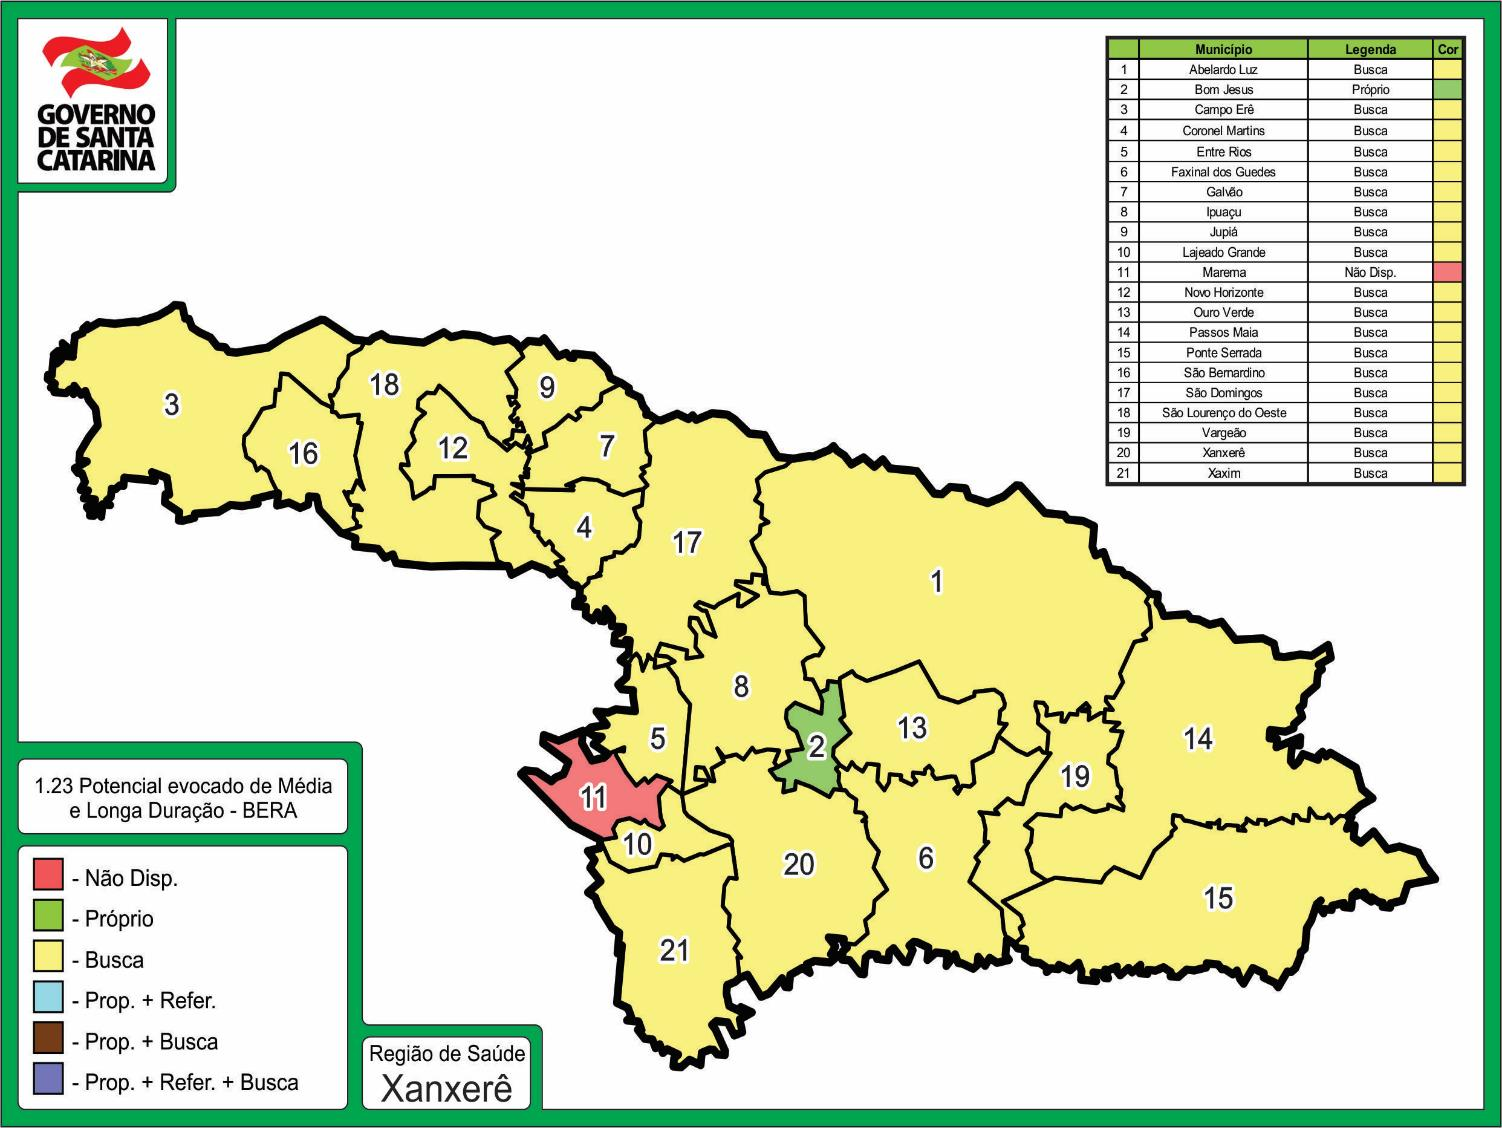 GOVERNO
DE SANTA
CATARINA
Município Legenda Cor
1 Abelardo Luz Busca
2 Bom Jesus Próprio
3 Campo Erê Busca
4 Coronel Martins Busca
5 Entre Rios Busca
6 Faxinal dos Guedes Busca
7 Galvão Busca
8 Ipuaçu Busca
9 Jupiá Busca
10 Lajeado Grande Busca
11 Marema Não Disp.
12 Novo Horizonte Busca
13 Ouro Verde Busca
14 Passos Maia Busca
15 Ponte Serrada Busca
16 São Bernardino Busca
17 São Domingos Busca
18 São Lourenço do Oeste Busca
19 Vargeão Busca
20 Xanxerê Busca
21 Xaxim Busca
3
18
9
16
12
7
4
17
1
8
5
2
13
14
11
19
10
20
6
15
21
1.23 Potencial evocado de Média
e Longa Duração - BERA
- Não Disp.
- Próprio
- Busca
- Prop. + Refer.
- Prop. + Busca
- Prop. + Refer. + Busca
Região de Saúde
Xanxerê